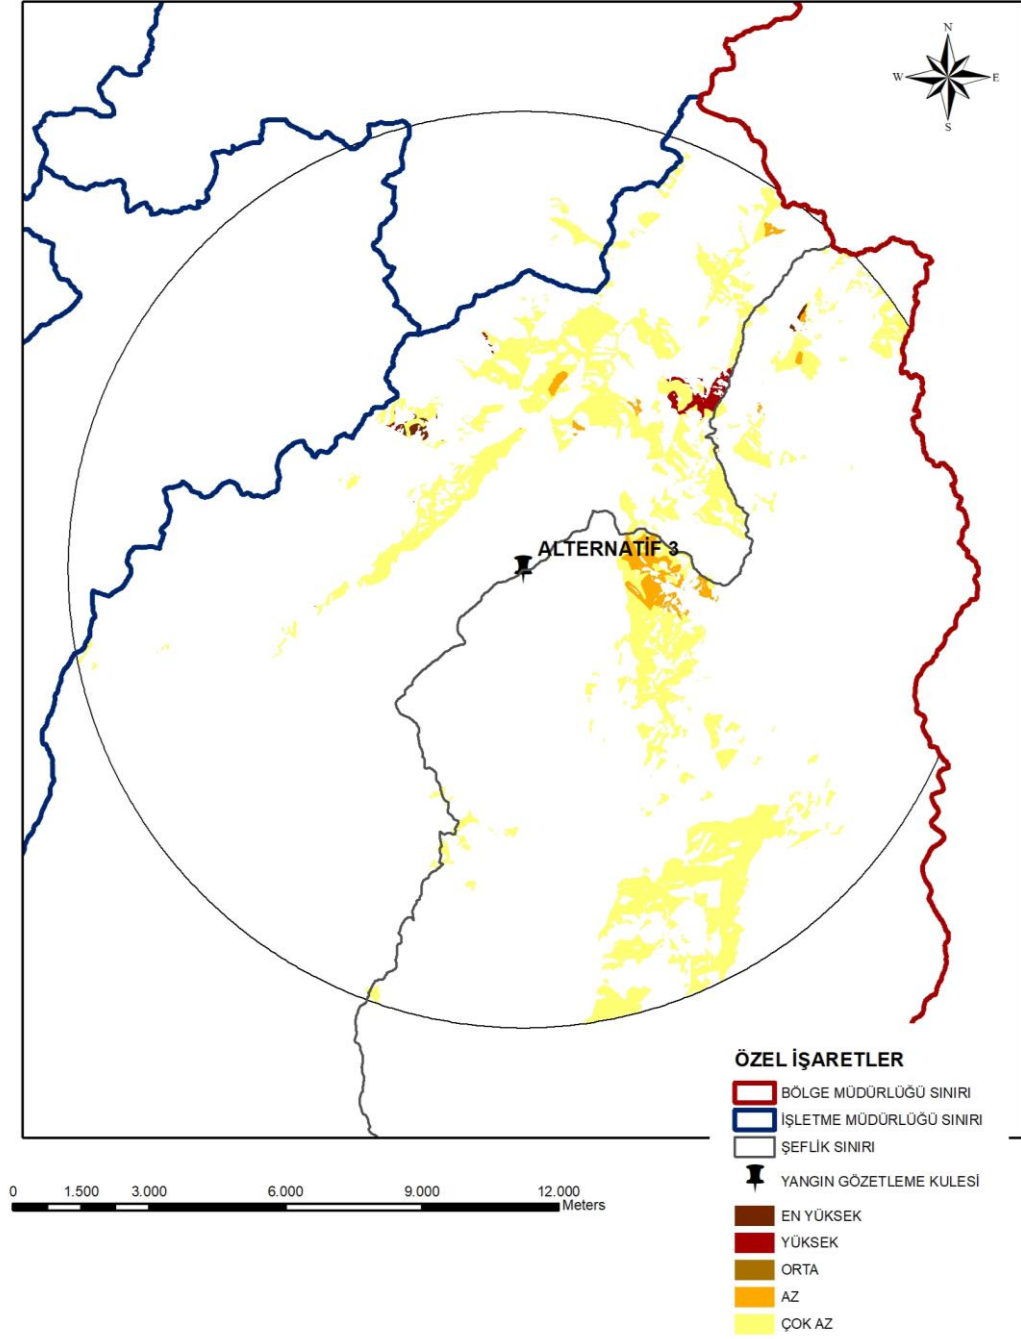 N
W E
S
ALTERNATİF 3
ÖZEL İŞARETLER
BÖLGE MÜDÜRLÜĞÜ SINIRI
İŞLETME MÜDÜRLÜĞÜ SINIRI
ŞEFLİK SINIRI
YANGIN GÖZETLEME KULESİ
EN YÜKSEK
YÜKSEK
ORTA
AZ
ÇOK AZ
0 1.500 3.000 6.000 9.000 12.000
Meters